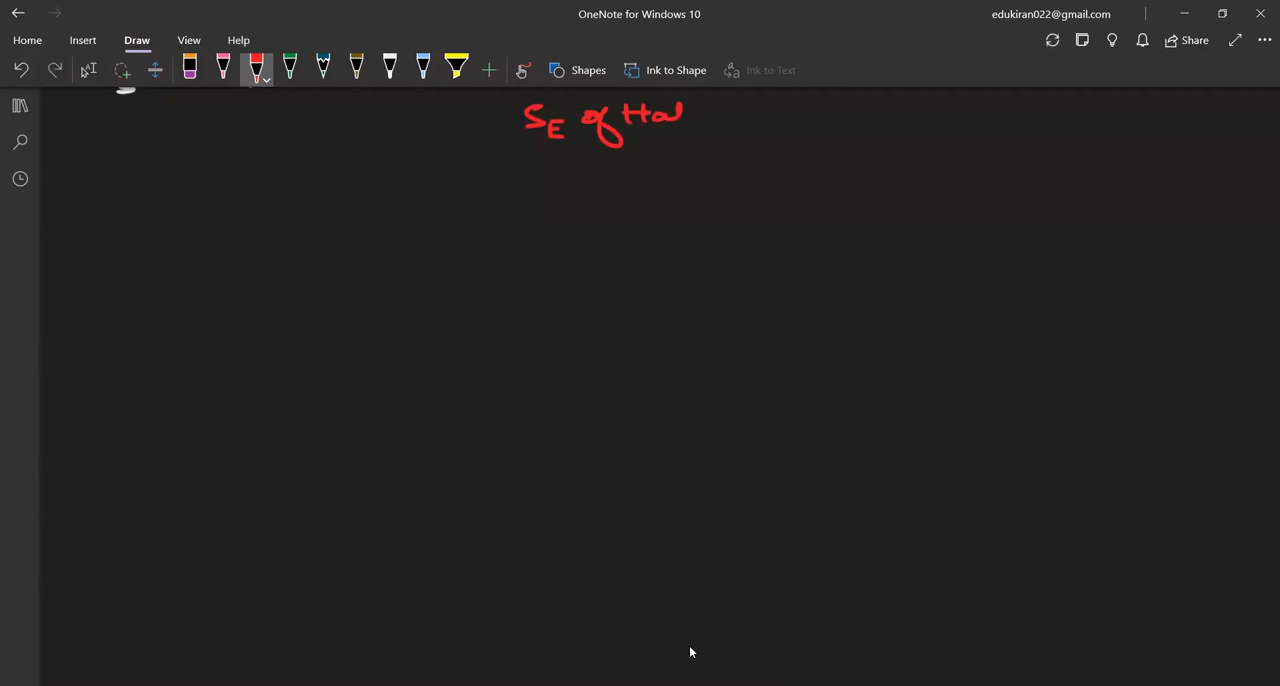 OneNote for Windows 10
edukiran022@gmail.com
Home Insert Draw View Help
Share
Shapes Ink to Shape Ink to Text
SE of Hal